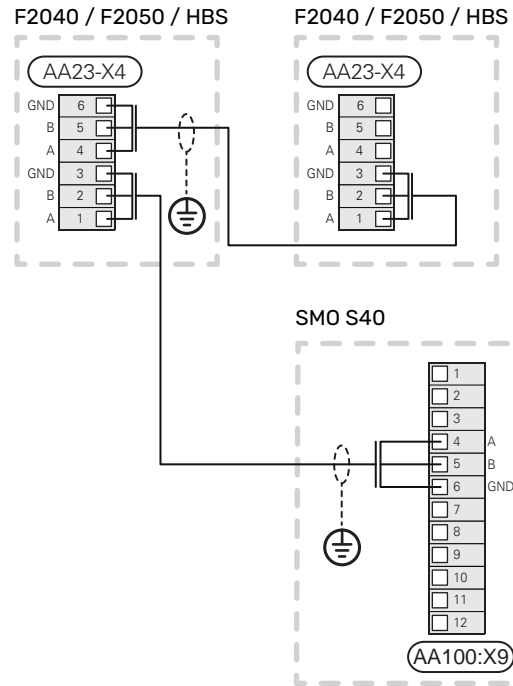 F2040 / F2050 / HBS
AA23-X4
GND 6
B 5
A 4
GND 3
B 2
A 1
F2040 / F2050 / HBS
AA23-X4
GND 6
B 5
A 4
GND 3
B 2
A 1
SMO S40
1
2
3
4 A
5 B
6 GND
7
8
9
10
11
12
AA100:X9